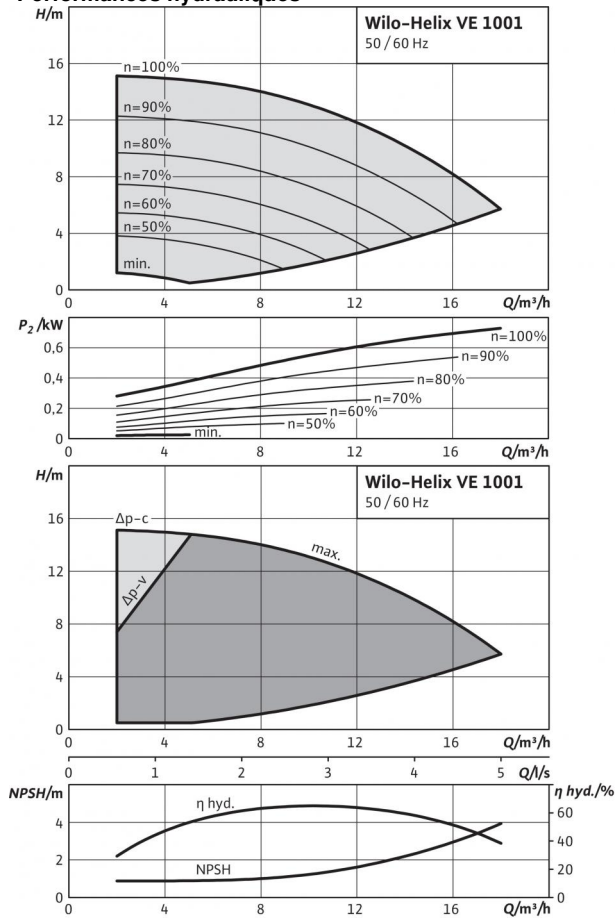 Performances hydrauliques
H/m
Wilo-Helix VE 1001
50 / 60 Hz
16
n=100%
n=90%
12
n=80%
8
n=70%
n=60%
4
n=50%
min.
0
0 4 8 12 16 Q/m³/h
P₂ /kW
0,6
n=100%
n=90%
0,4
n=80%
n=70%
0,2
n=60%
n=50%
min.
0
0 4 8 12 16 Q/m³/h
H/m
Wilo-Helix VE 1001
50 / 60 Hz
16
Δp-c
max.
12
Δp-v
8
4
0
0 4 8 12 16 Q/m³/h
0 1 2 3 4 5 Q/l/s
NPSH/m
η hyd./%
η hyd.
60
4
40
2
NPSH
20
0
0
0 4 8 12 16 Q/m³/h